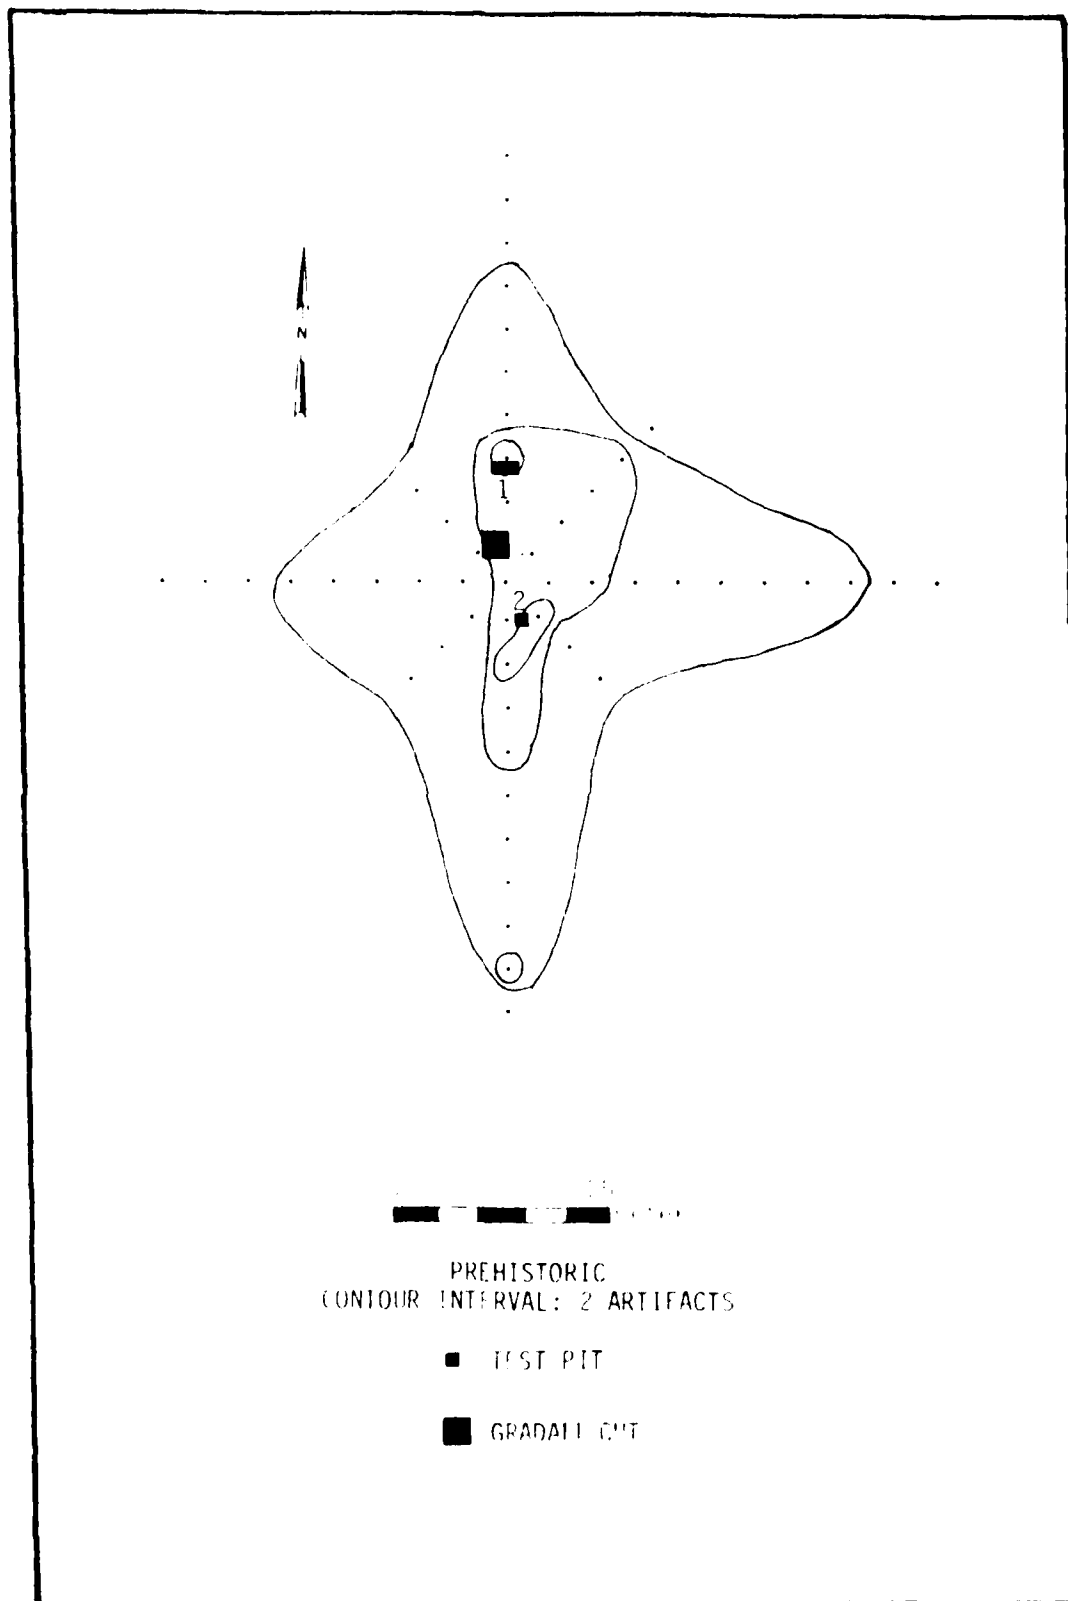 N
1
2
PREHISTORIC
CONTOUR INTERVAL: 2 ARTIFACTS
TEST PIT
GRADALL CUT